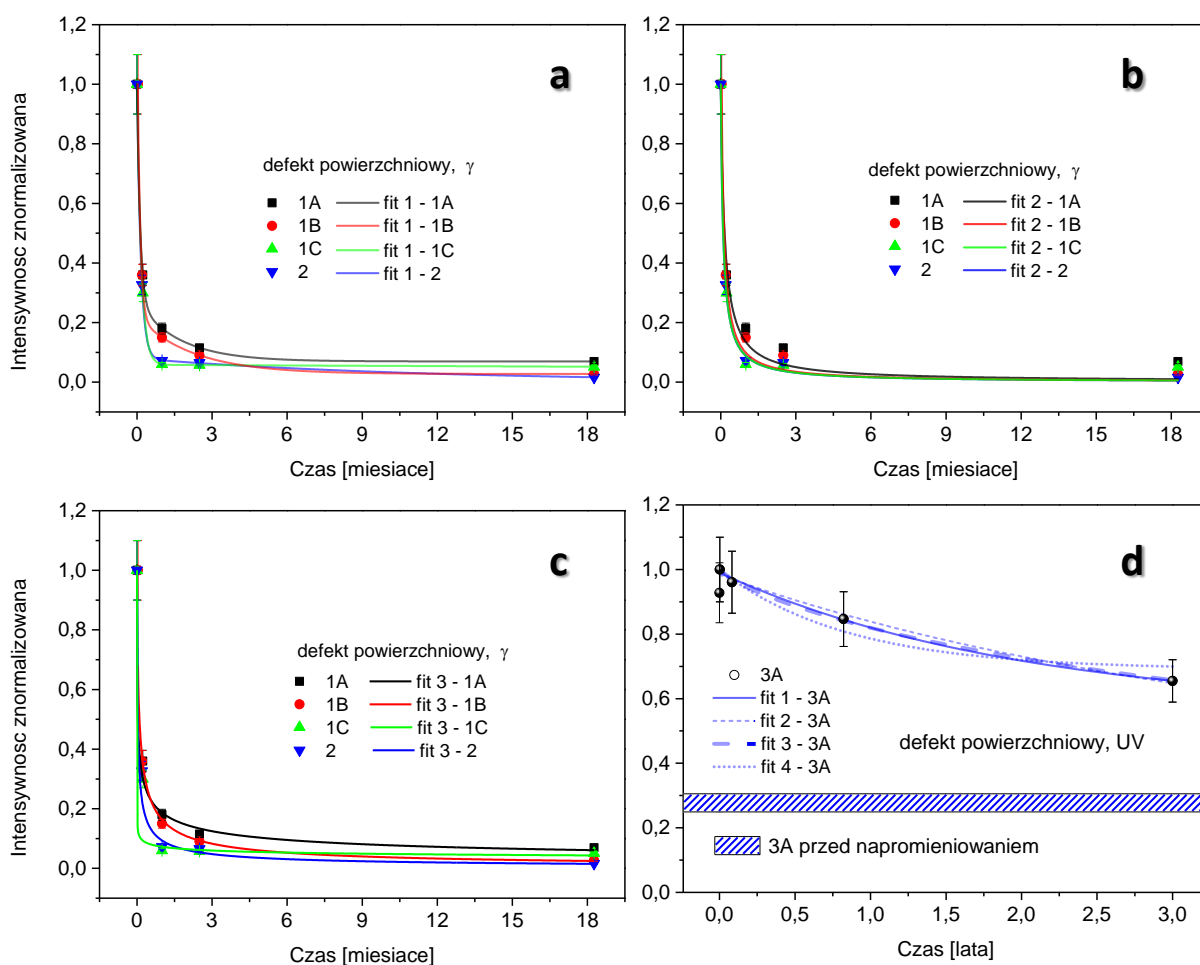 a
Intensywnosc znormalizowana
1,2
1,0
0,8
0,6
0,4
0,2
0,0
defekt powierzchniowy, γ
1A fit 1 - 1A
1B fit 1 - 1B
1C fit 1 - 1C
2 fit 1 - 2
0 3 6 9 12 15 18
Czas [miesiace]
b
1,2
1,0
0,8
0,6
0,4
0,2
0,0
defekt powierzchniowy, γ
1A fit 2 - 1A
1B fit 2 - 1B
1C fit 2 - 1C
2 fit 2 - 2
0 3 6 9 12 15 18
Czas [miesiace]
c
Intensywnosc znormalizowana
1,2
1,0
0,8
0,6
0,4
0,2
0,0
defekt powierzchniowy, γ
1A fit 3 - 1A
1B fit 3 - 1B
1C fit 3 - 1C
2 fit 3 - 2
0 3 6 9 12 15 18
Czas [miesiace]
d
1,2
1,0
0,8
0,6
0,4
0,2
0,0
3A
fit 1 - 3A
fit 2 - 3A
fit 3 - 3A
fit 4 - 3A
defekt powierzchniowy, UV
3A przed napromieniowaniem
0,0 0,5 1,0 1,5 2,0 2,5 3,0
Czas [lata]